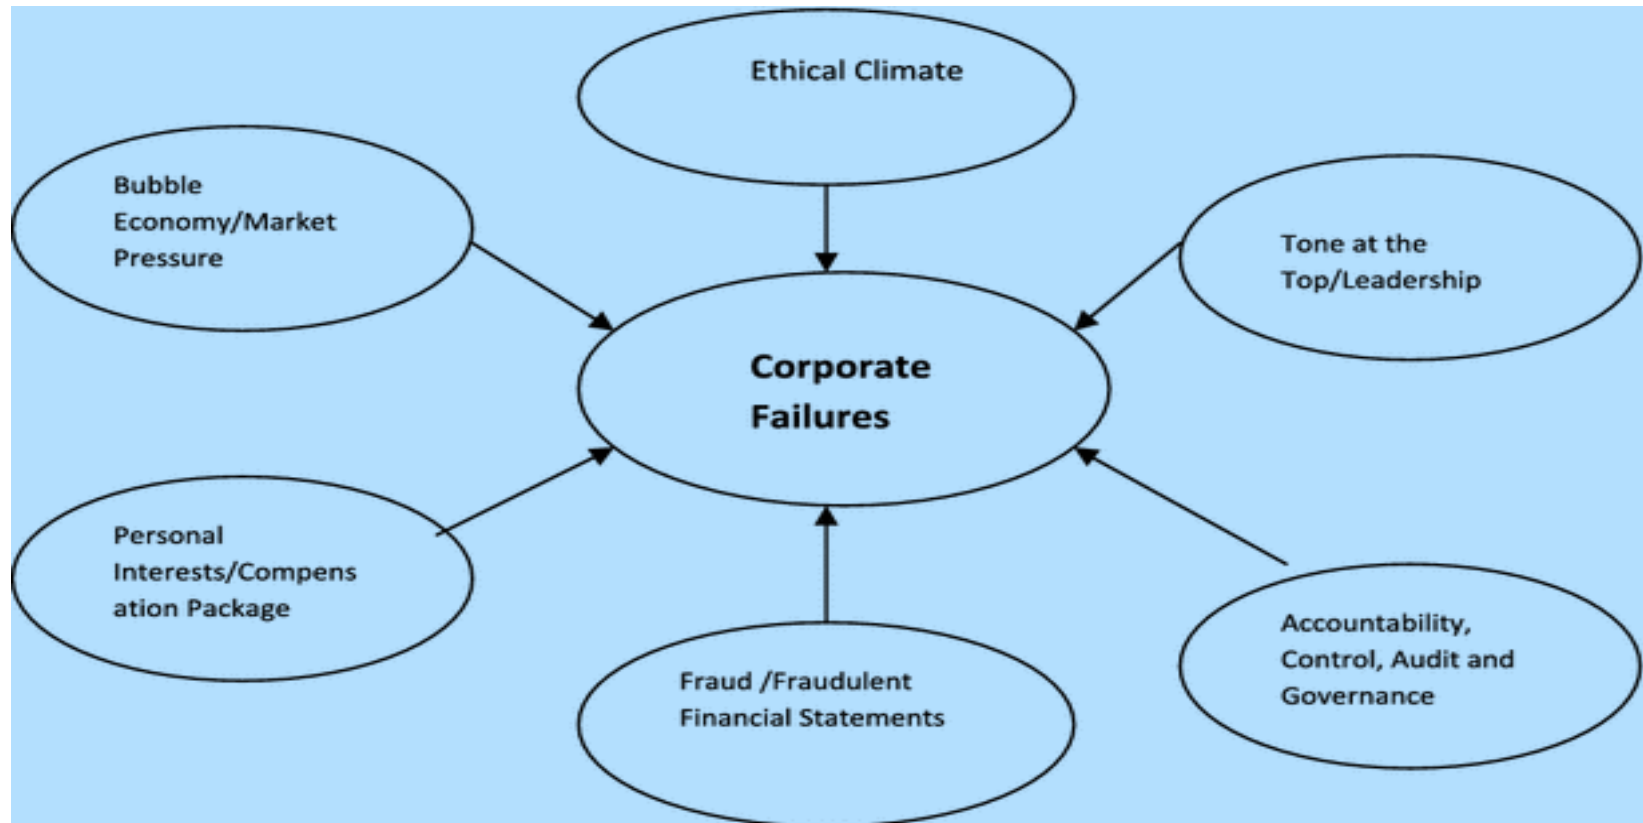 Ethical Climate
Bubble
Economy/Market
Pressure
Tone at the
Top/Leadership
Corporate
Failures
Personal
Interests/Compens
ation Package
Fraud /Fraudulent
Financial Statements
Accountability,
Control, Audit and
Governance